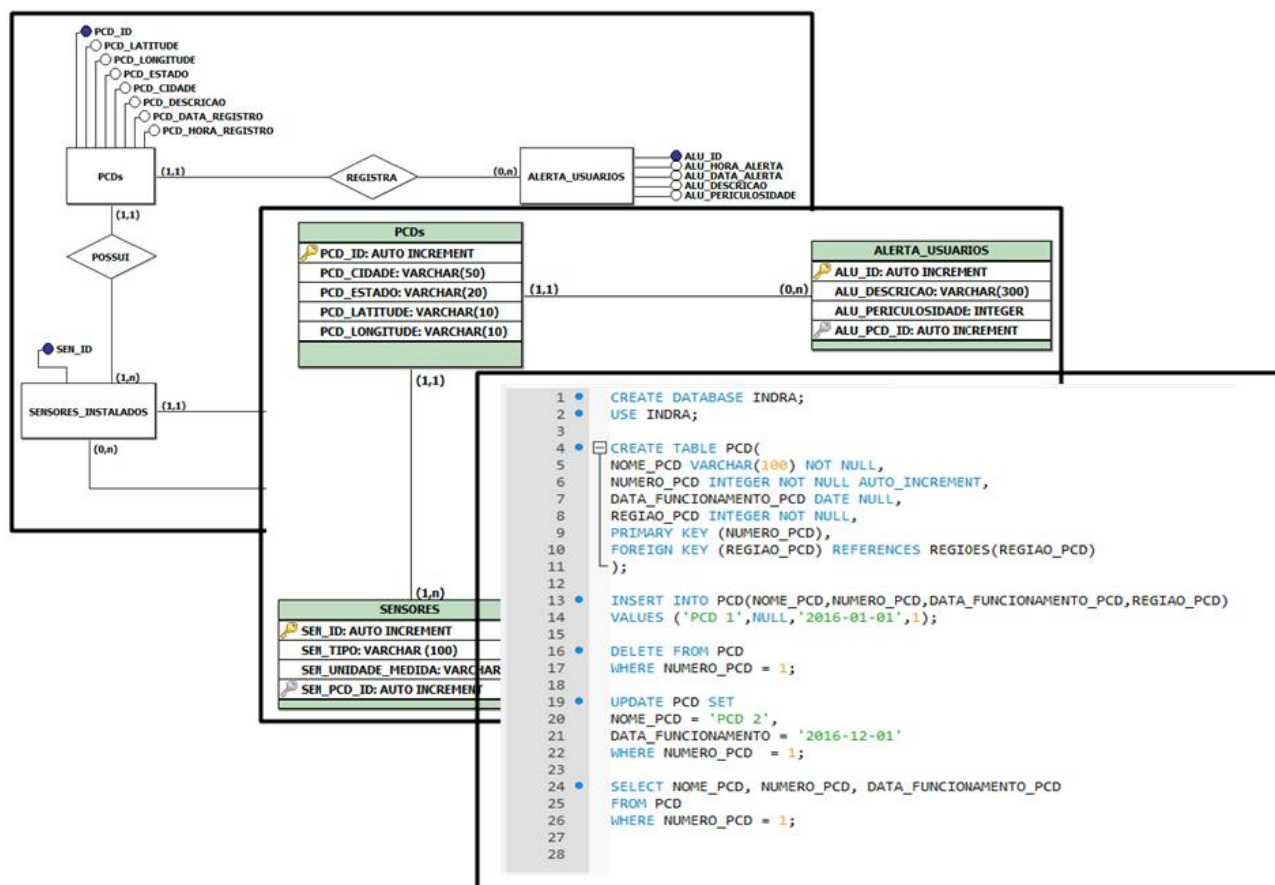 PCD_ID
PCD_LATITUDE
PCD_LONGITUDE
PCD_ESTADO
PCD_CIDADE
PCD_DESCRICAO
PCD_DATA_REGISTRO
PCD_HORA_REGISTRO
PCDs
(1,1)
REGISTRA
(0,n)
ALERTA_USUARIOS
ALU_ID
ALU_HORA_ALERTA
ALU_DATA_ALERTA
ALU_DESCRICAO
ALU_PERICULOSIDADE
(1,1)
POSSUI
(1,n)
SEN_ID
SENSORES_INSTALADOS
(1,1)
(0,n)
PCDs
PCD_ID: AUTO INCREMENT
PCD_CIDADE: VARCHAR(50)
PCD_ESTADO: VARCHAR(20)
PCD_LATITUDE: VARCHAR(10)
PCD_LONGITUDE: VARCHAR(10)
(1,1)
(0,n)
ALERTA_USUARIOS
ALU_ID: AUTO INCREMENT
ALU_DESCRICAO: VARCHAR(300)
ALU_PERICULOSIDADE: INTEGER
ALU_PCD_ID: AUTO INCREMENT
(1,1)
(1,n)
SENSORES
SEN_ID: AUTO INCREMENT
SEN_TIPO: VARCHAR (100)
SEN_UNIDADE_MEDIDA: VARCHAR
SEN_PCD_ID: AUTO INCREMENT
1 CREATE DATABASE INDRA;
2 USE INDRA;
3
4 CREATE TABLE PCD(
5 NOME_PCD VARCHAR(100) NOT NULL,
6 NUMERO_PCD INTEGER NOT NULL AUTO_INCREMENT,
7 DATA_FUNCIONAMENTO_PCD DATE NULL,
8 REGIAO_PCD INTEGER NOT NULL,
9 PRIMARY KEY (NUMERO_PCD),
10 FOREIGN KEY (REGIAO_PCD) REFERENCES REGIOES(REGIAO_PCD)
11 );
12
13 INSERT INTO PCD(NOME_PCD,NUMERO_PCD,DATA_FUNCIONAMENTO_PCD,REGIAO_PCD)
14 VALUES ('PCD 1',NULL,'2016-01-01',1);
15
16 DELETE FROM PCD
17 WHERE NUMERO_PCD = 1;
18
19 UPDATE PCD SET
20 NOME_PCD = 'PCD 2',
21 DATA_FUNCIONAMENTO = '2016-12-01'
22 WHERE NUMERO_PCD = 1;
23
24 SELECT NOME_PCD, NUMERO_PCD, DATA_FUNCIONAMENTO_PCD
25 FROM PCD
26 WHERE NUMERO_PCD = 1;
27
28